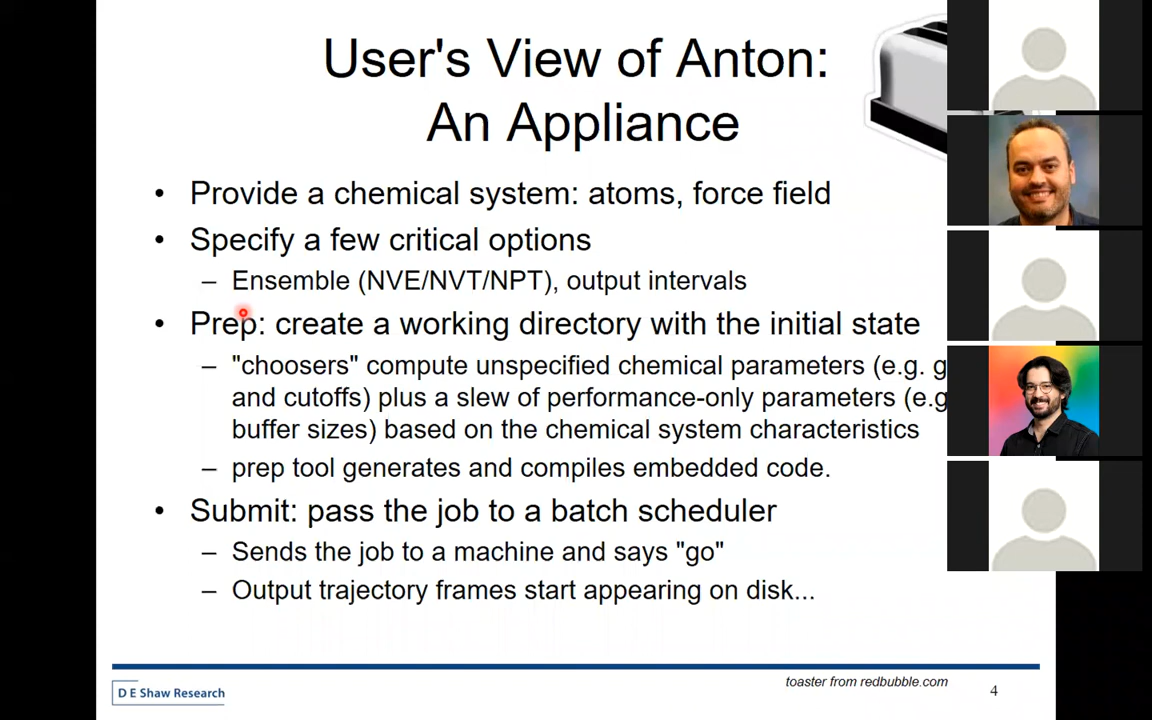 User's View of Anton:
An Appliance
• Provide a chemical system: atoms, force field
• Specify a few critical options
– Ensemble (NVE/NVT/NPT), output intervals
• Prep: create a working directory with the initial state
– "choosers" compute unspecified chemical parameters (e.g.
and cutoffs) plus a slew of performance-only parameters (e.g
buffer sizes) based on the chemical system characteristics
– prep tool generates and compiles embedded code.
• Submit: pass the job to a batch scheduler
– Sends the job to a machine and says "go"
– Output trajectory frames start appearing on disk...
toaster from redbubble.com
4
D E Shaw Research